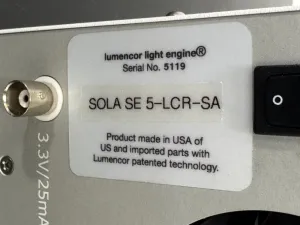 lumencor light engine®
Serial No. 5119
SOLA SE 5-LCR-SA
Product made in USA of
US and imported parts with
Lumencor patented technology.
3.3V/25mA
O